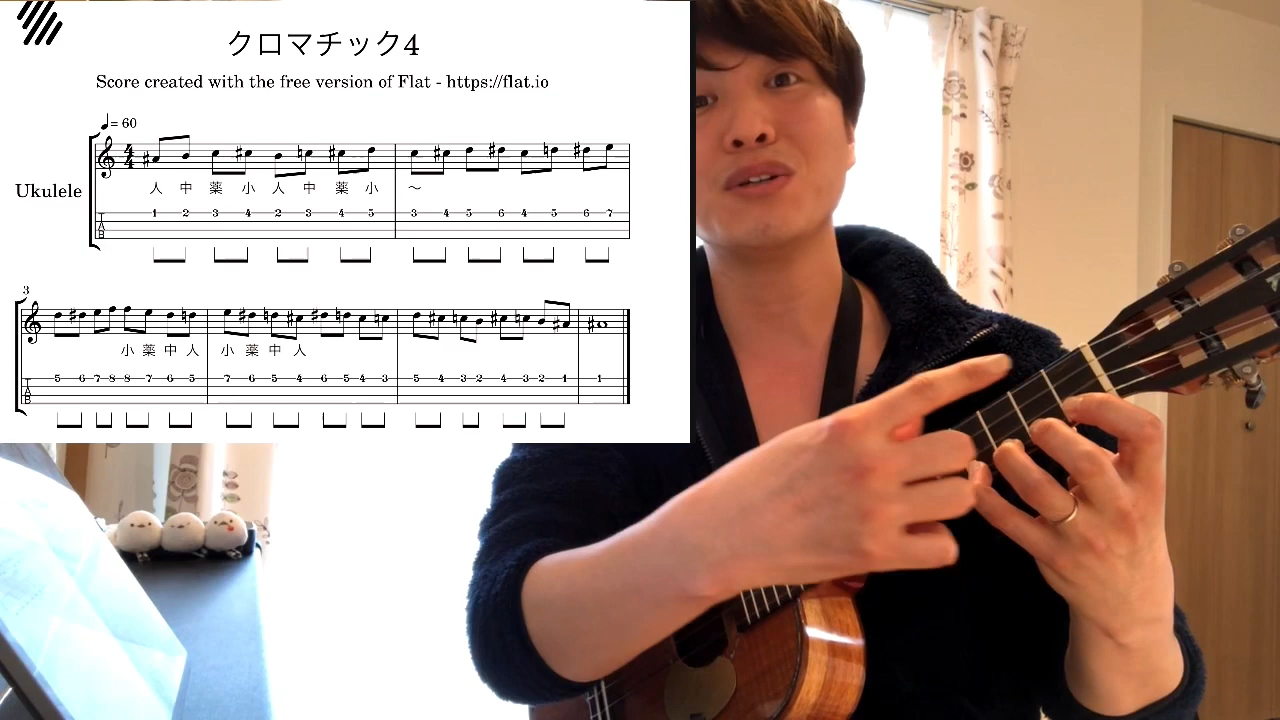 クロマチック4
Score created with the free version of Flat - https://flat.io
♩= 60
Ukulele
人 中 薬 小 人 中 薬 小 〜
1 2 3 4 2 3 4 5 3 4 5 6 4 5 6 7
3
小 薬 中 人 小 薬 中 人
5 6 7 8 8 7 6 5 7 6 5 4 6 5 4 3 5 4 3 2 4 3 2 1 1